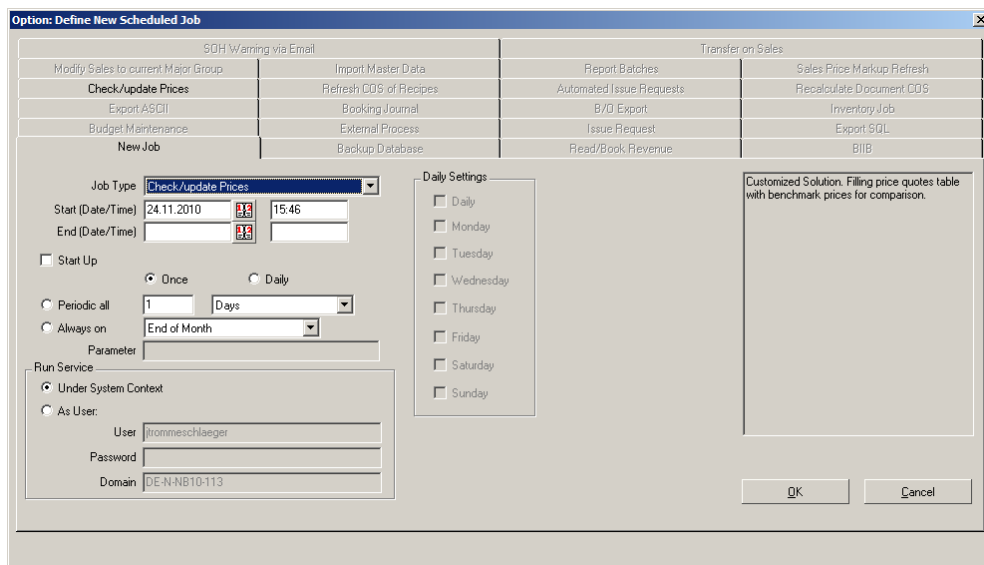 Option: Define New Scheduled Job
SOH Warning via Email Transfer on Sales
Modify Sales to current Major Group Import Master Data Report Batches Sales Price Markup Refresh
Check/update Prices Refresh COS of Recipes Automated Issue Requests Recalculate Document COS
Export ASCII Booking Journal B/O Export Inventory Job
Budget Maintenance External Process Issue Request Export SQL
New Job Backup Database Read/Book Revenue BIIB
Job Type Check/update Prices
Start (Date/Time) 24.11.2010 15:46
End (Date/Time)
Start Up
Once Daily
Periodic all 1 Days
Always on End of Month
Parameter
Run Service
Under System Context
As User:
User jtrommeschlaeger
Password
Domain DE-N-NB10-113
Daily Settings
Daily
Monday
Tuesday
Wednesday
Thursday
Friday
Saturday
Sunday
Customized Solution. Filling price quotes table
with benchmark prices for comparison.
OK Cancel